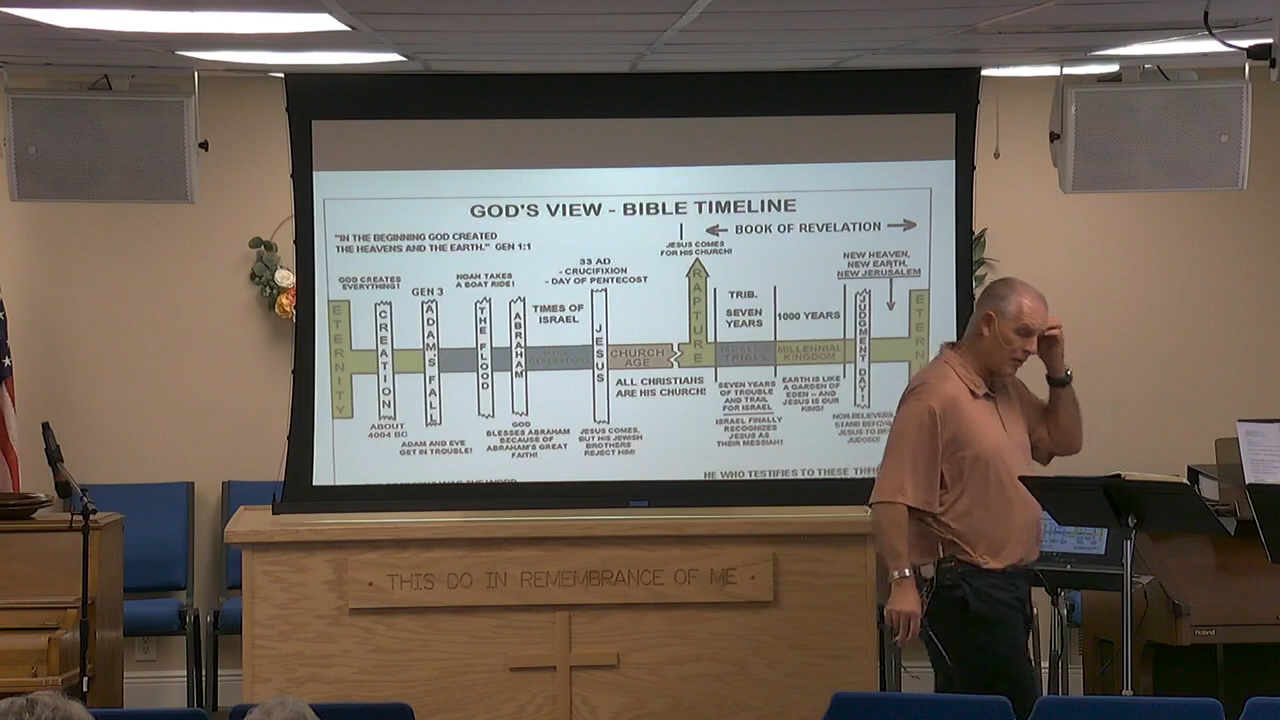 GOD'S VIEW - BIBLE TIMELINE
"IN THE BEGINNING GOD CREATED
THE HEAVENS AND THE EARTH." GEN 1:1
JESUS COMES
FOR HIS CHURCH!
BOOK OF REVELATION
GOD CREATES
EVERYTHING!
GEN 3
NOAH TAKES
A BOAT RIDE!
33 AD
- CRUCIFIXION
- DAY OF PENTECOST
NEW HEAVEN,
NEW EARTH,
NEW JERUSALEM
ETERNITY
CREATION
ADAM'S FALL
THE FLOOD
ABRAHAM
TIMES OF
ISRAEL
MANY
GENERATIONS
JESUS
CHURCH
AGE
RAPTURE
TRIB.
SEVEN
YEARS
ISRAEL
TRIALS
1000 YEARS
MILLENNIAL
KINGDOM
JUDGMENT DAY!
ABOUT
4004 BC
ADAM AND EVE
GET IN TROUBLE!
GOD
BLESSES ABRAHAM
BECAUSE OF
ABRAHAM'S GREAT
FAITH!
JESUS COMES,
BUT HIS JEWISH
BROTHERS
REJECT HIM!
ALL CHRISTIANS
ARE HIS CHURCH!
SEVEN YEARS
OF TROUBLE
AND TRAIL
FOR ISRAEL
ISRAEL FINALLY
RECOGNIZES
JESUS AS
THEIR MESSIAH!
EARTH IS LIKE
A GARDEN OF
EDEN -- AND
JESUS IS OUR
KING!
NON-BELIEVERS
STAND BEFORE
JESUS TO BE
JUDGED!
HE WHO TESTIFIES TO THESE
THIS DO IN REMEMBRANCE OF ME
Roland